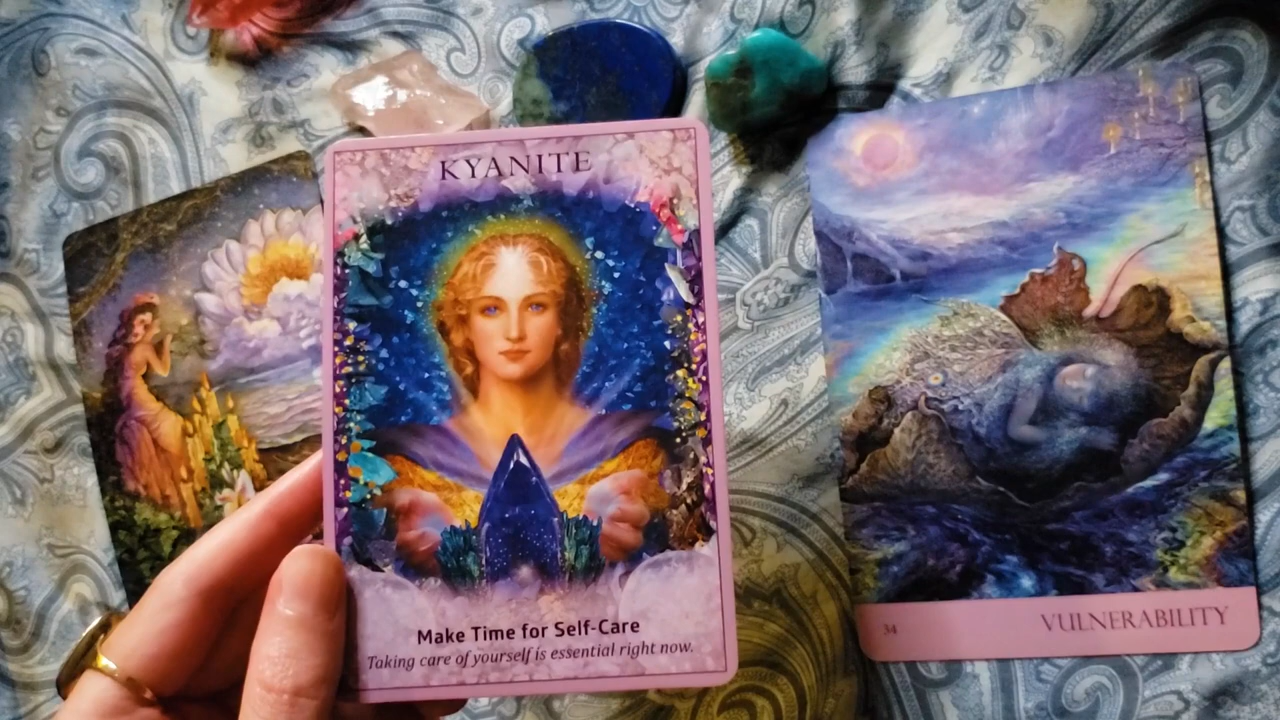 KYANITE
Make Time for Self-Care
Taking care of yourself is essential right now.
34
VULNERABILITY